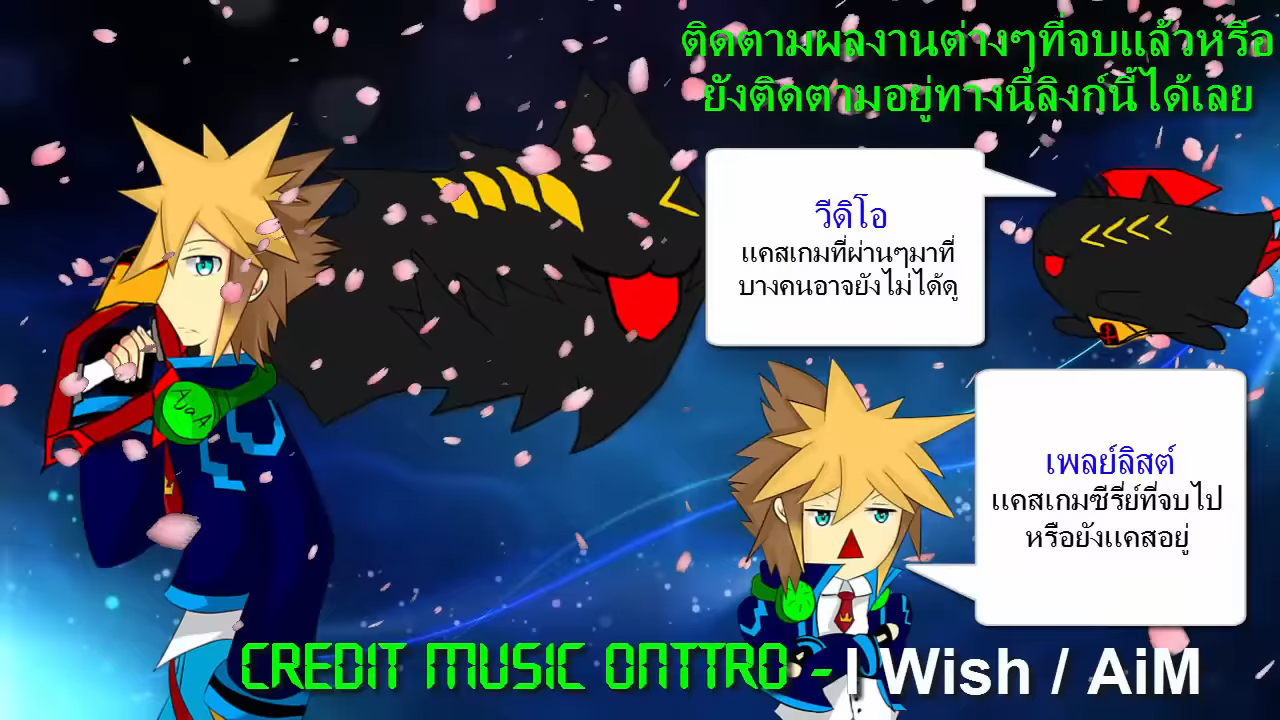 ติดตามผลงานต่างๆที่จบแล้วหรือ
ยังติดตามอยู่ทางนี้ลิงก์นี้ได้เลย
วีดิโอ
แคสเกมที่ผ่านๆมาที่
บางคนอาจยังไม่ได้ดู
เพลย์ลิสต์
แคสเกมซีรี่ย์ที่จบไป
หรือยังแคสอยู่
AJaA
CREDIT MUSIC ONTTRO - I Wish / AiM